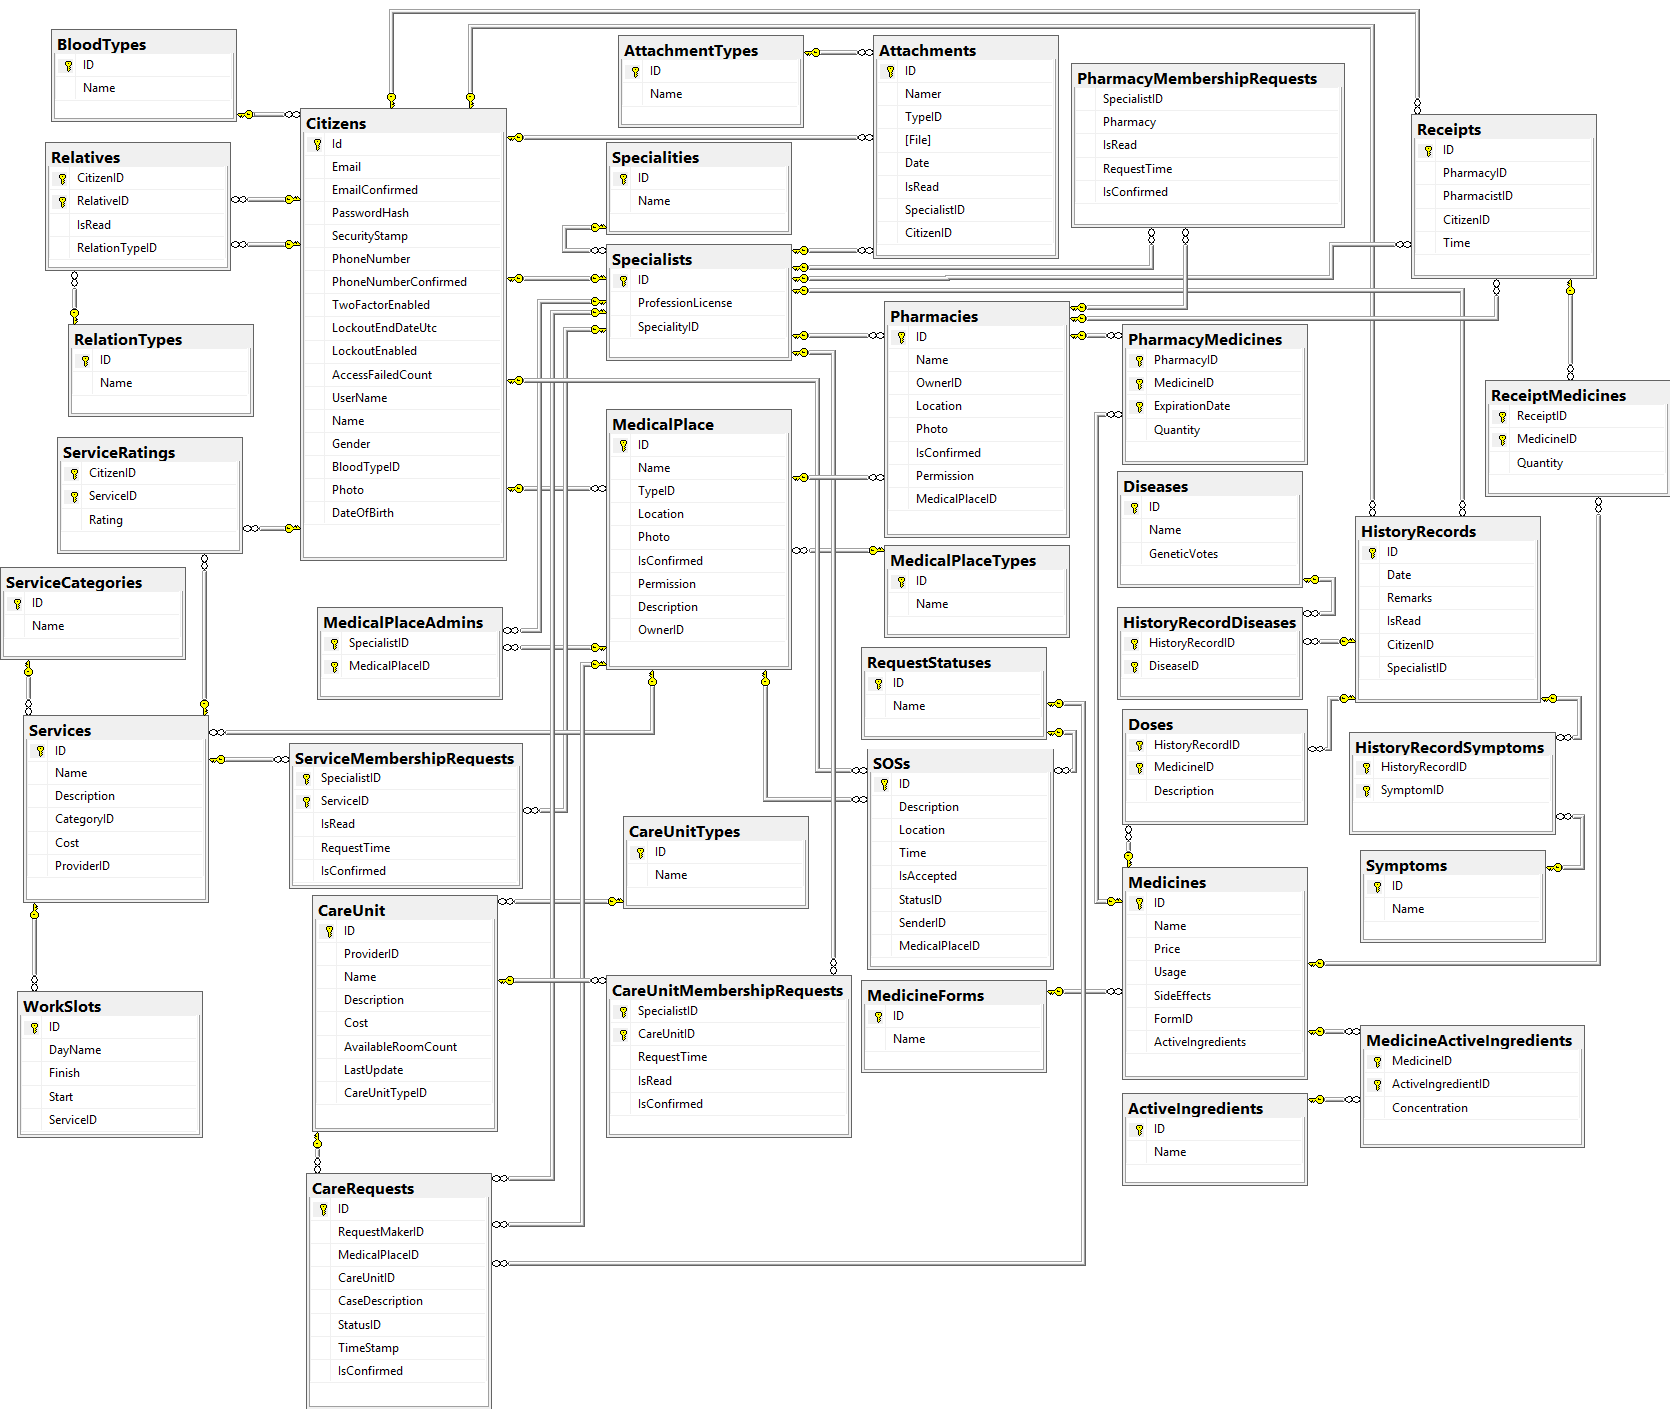 BloodTypes
ID
Name
Relatives
CitizenID
RelativeID
IsRead
RelationTypeID
RelationTypes
ID
Name
ServiceRatings
CitizenID
ServiceID
Rating
ServiceCategories
ID
Name
Services
ID
Name
Description
CategoryID
Cost
ProviderID
WorkSlots
ID
DayName
Finish
Start
ServiceID
Citizens
Id
Email
EmailConfirmed
PasswordHash
SecurityStamp
PhoneNumber
PhoneNumberConfirmed
TwoFactorEnabled
LockoutEndDateUtc
LockoutEnabled
AccessFailedCount
UserName
Name
Gender
BloodTypeID
Photo
DateOfBirth
MedicalPlaceAdmins
SpecialistID
MedicalPlaceID
ServiceMembershipRequests
SpecialistID
ServiceID
IsRead
RequestTime
IsConfirmed
CareUnit
ID
ProviderID
Name
Description
Cost
AvailableRoomCount
LastUpdate
CareUnitTypeID
CareRequests
ID
RequestMakerID
MedicalPlaceID
CareUnitID
CaseDescription
StatusID
TimeStamp
IsConfirmed
AttachmentTypes
ID
Name
Specialities
ID
Name
Specialists
ID
ProfessionLicense
SpecialityID
MedicalPlace
ID
Name
TypeID
Location
Photo
IsConfirmed
Permission
Description
OwnerID
CareUnitTypes
ID
Name
CareUnitMembershipRequests
SpecialistID
CareUnitID
RequestTime
IsRead
IsConfirmed
Attachments
ID
Namer
TypeID
[File]
Date
IsRead
SpecialistID
CitizenID
Pharmacies
ID
Name
OwnerID
Location
Photo
IsConfirmed
Permission
MedicalPlaceID
MedicalPlaceTypes
ID
Name
RequestStatuses
ID
Name
SOSs
ID
Description
Location
Time
IsAccepted
StatusID
SenderID
MedicalPlaceID
MedicineForms
ID
Name
PharmacyMembershipRequests
SpecialistID
Pharmacy
IsRead
RequestTime
IsConfirmed
PharmacyMedicines
PharmacyID
MedicineID
ExpirationDate
Quantity
Diseases
ID
Name
GeneticVotes
HistoryRecordDiseases
HistoryRecordID
DiseaseID
Doses
HistoryRecordID
MedicineID
Description
Medicines
ID
Name
Price
Usage
SideEffects
FormID
ActiveIngredients
ActiveIngredients
ID
Name
Receipts
ID
PharmacyID
PharmacistID
CitizenID
Time
ReceiptMedicines
ReceiptID
MedicineID
Quantity
HistoryRecords
ID
Date
Remarks
IsRead
CitizenID
SpecialistID
HistoryRecordSymptoms
HistoryRecordID
SymptomID
Symptoms
ID
Name
MedicineActiveIngredients
MedicineID
ActiveIngredientID
Concentration